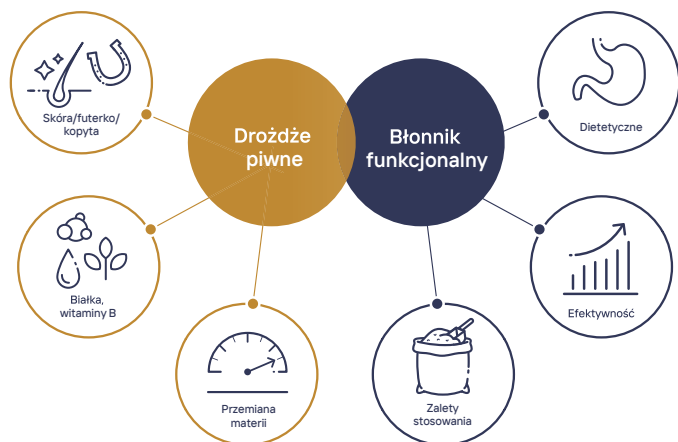 Skóra/futerko/
kopyta
Drożdże
piwne
Błonnik
funkcjonalny
Dietetyczne
Białka,
witaminy B
Efektywność
Przemiana
materii
Zalety
stosowania